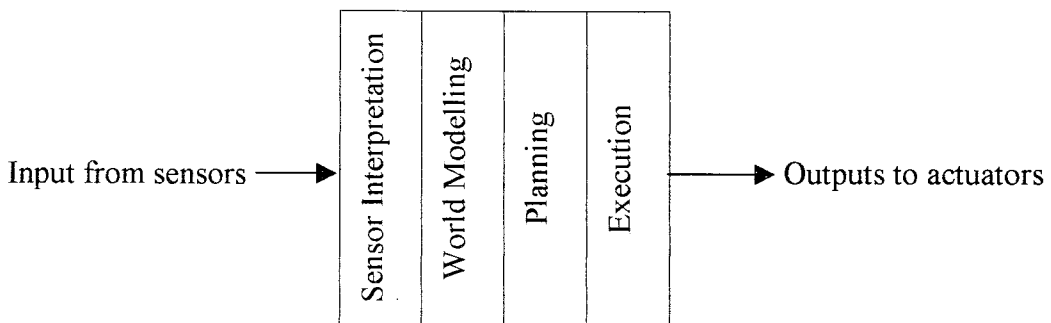 Input from sensors
Sensor Interpretation
World Modelling
Planning
Execution
Outputs to actuators